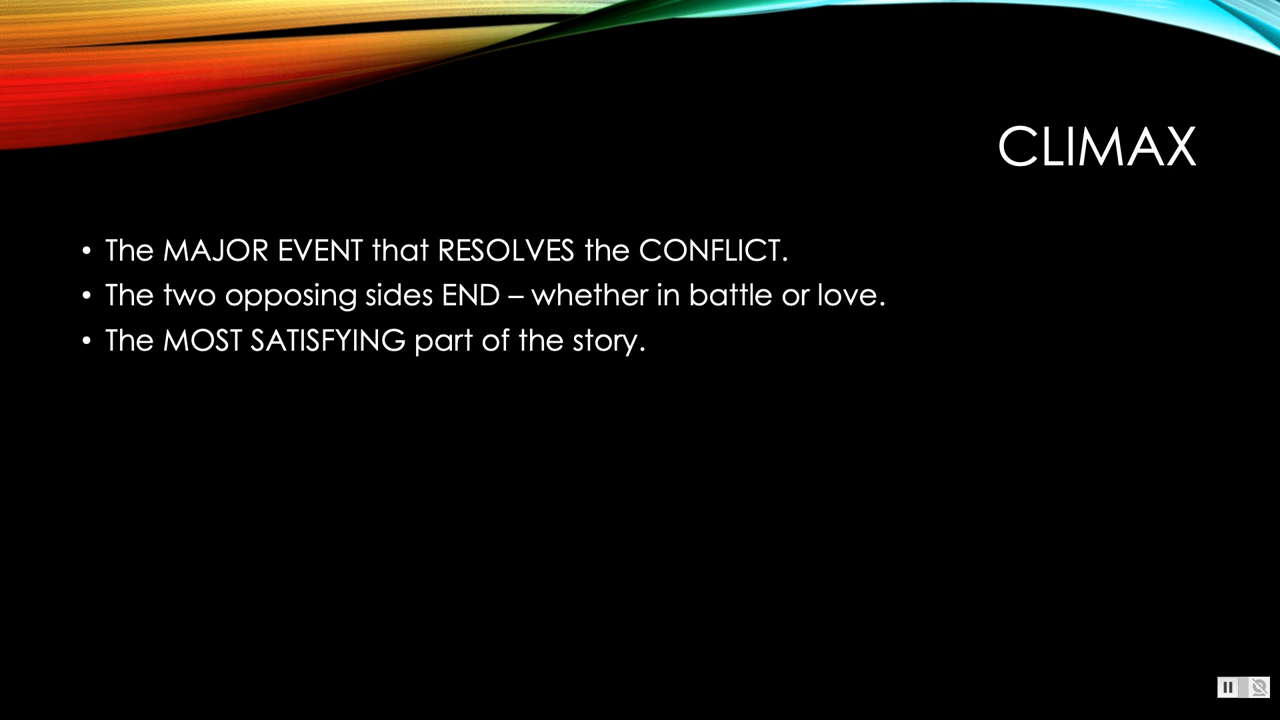 CLIMAX
• The MAJOR EVENT that RESOLVES the CONFLICT.
• The two opposing sides END – whether in battle or love.
• The MOST SATISFYING part of the story.